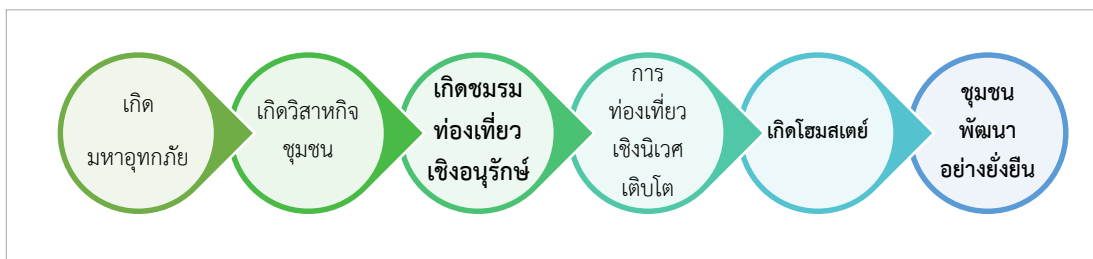 เกิด
มหาอุทกภัย
เกิดวิสาหกิจ
ชุมชน
เกิดชมรม
ท่องเที่ยว
เชิงอนุรักษ์
การ
ท่องเที่ยว
เชิงนิเวศ
เติบโต
เกิดโฮมสเตย์
ชุมชน
พัฒนา
อย่างยั่งยืน